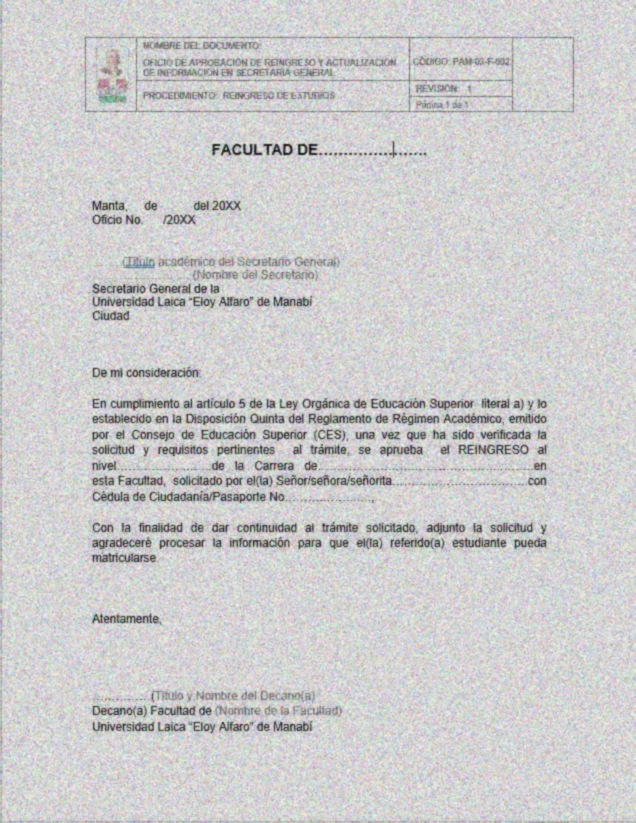 NOMBRE DEL DOCUMENTO:
OFICIO DE APROBACIÓN DE REINGRESO Y ACTUALIZACIÓN
DE INFORMACIÓN EN SECRETARÍA GENERAL
CÓDIGO: PAM-03-F-002
PROCEDIMIENTO: REINGRESO DE ESTUDIOS
REVISIÓN: 1
Página 1 de 1
FACULTAD DE......................
Manta, de del 20XX
Oficio No. /20XX
(Título académico del Secretario General)
(Nombre del Secretario)
Secretario General de la
Universidad Laica "Eloy Alfaro" de Manabí
Ciudad
De mi consideración:
En cumplimiento al artículo 5 de la Ley Orgánica de Educación Superior literal a) y lo
establecido en la Disposición Quinta del Reglamento de Régimen Académico, emitido
por el Consejo de Educación Superior (CES), una vez que ha sido verificada la
solicitud y requisitos pertinentes al trámite, se aprueba el REINGRESO al
nivel........................de la Carrera de......................................................en
esta Facultad, solicitado por el(la) Señor/señora/señorita..................................con
Cédula de Ciudadanía/Pasaporte No......................,
Con la finalidad de dar continuidad al trámite solicitado, adjunto la solicitud y
agradeceré procesar la información para que el(la) referido(a) estudiante pueda
matricularse.
Atentamente,
...............(Título y Nombre del Decano(a)
Decano(a) Facultad de (Nombre de la Facultad)
Universidad Laica "Eloy Alfaro" de Manabí